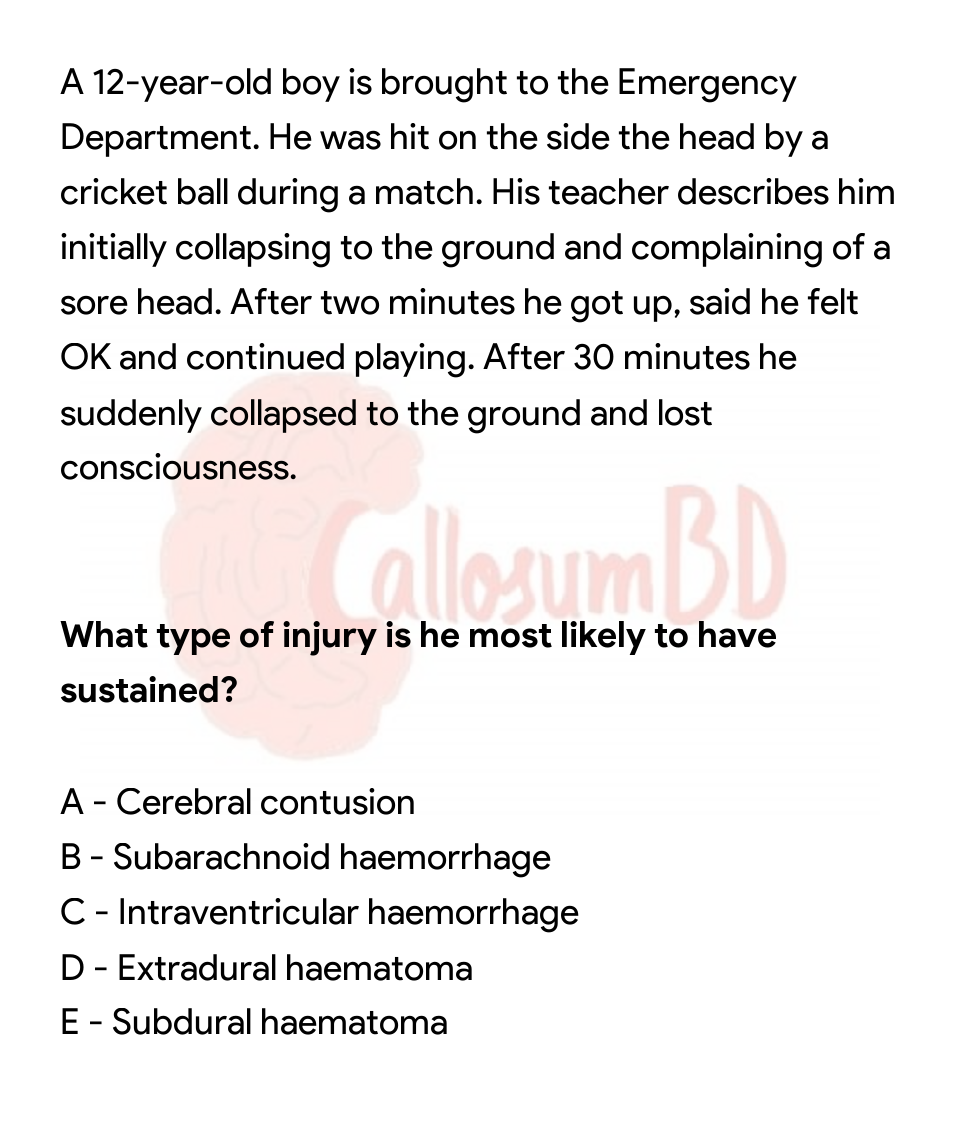 A 12-year-old boy is brought to the Emergency
Department. He was hit on the side the head by a
cricket ball during a match. His teacher describes him
initially collapsing to the ground and complaining of a
sore head. After two minutes he got up, said he felt
OK and continued playing. After 30 minutes he
suddenly collapsed to the ground and lost
consciousness.
CallosumBD
What type of injury is he most likely to have
sustained?
A - Cerebral contusion
B - Subarachnoid haemorrhage
C - Intraventricular haemorrhage
D - Extradural haematoma
E - Subdural haematoma